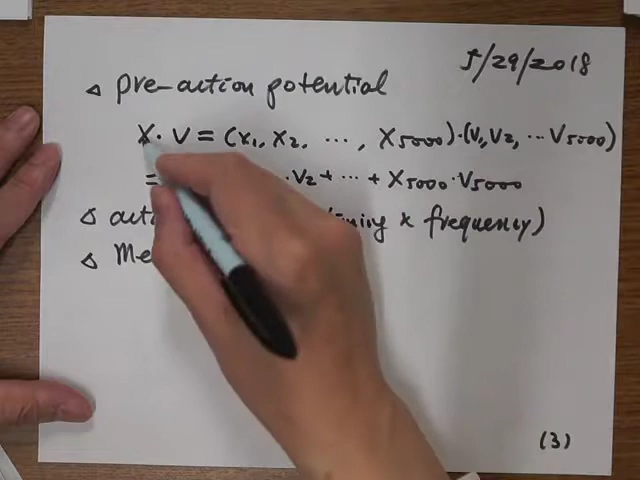 5/29/2018
△ pre-action potential
X · V = (x₁, x₂, ⋯, x₅₀₀₀)·(V₁, V₂, ⋯ V₅₀₀₀)
= · V₂ + ⋯ + x₅₀₀₀·V₅₀₀₀
△ × frequency)
△
(3)